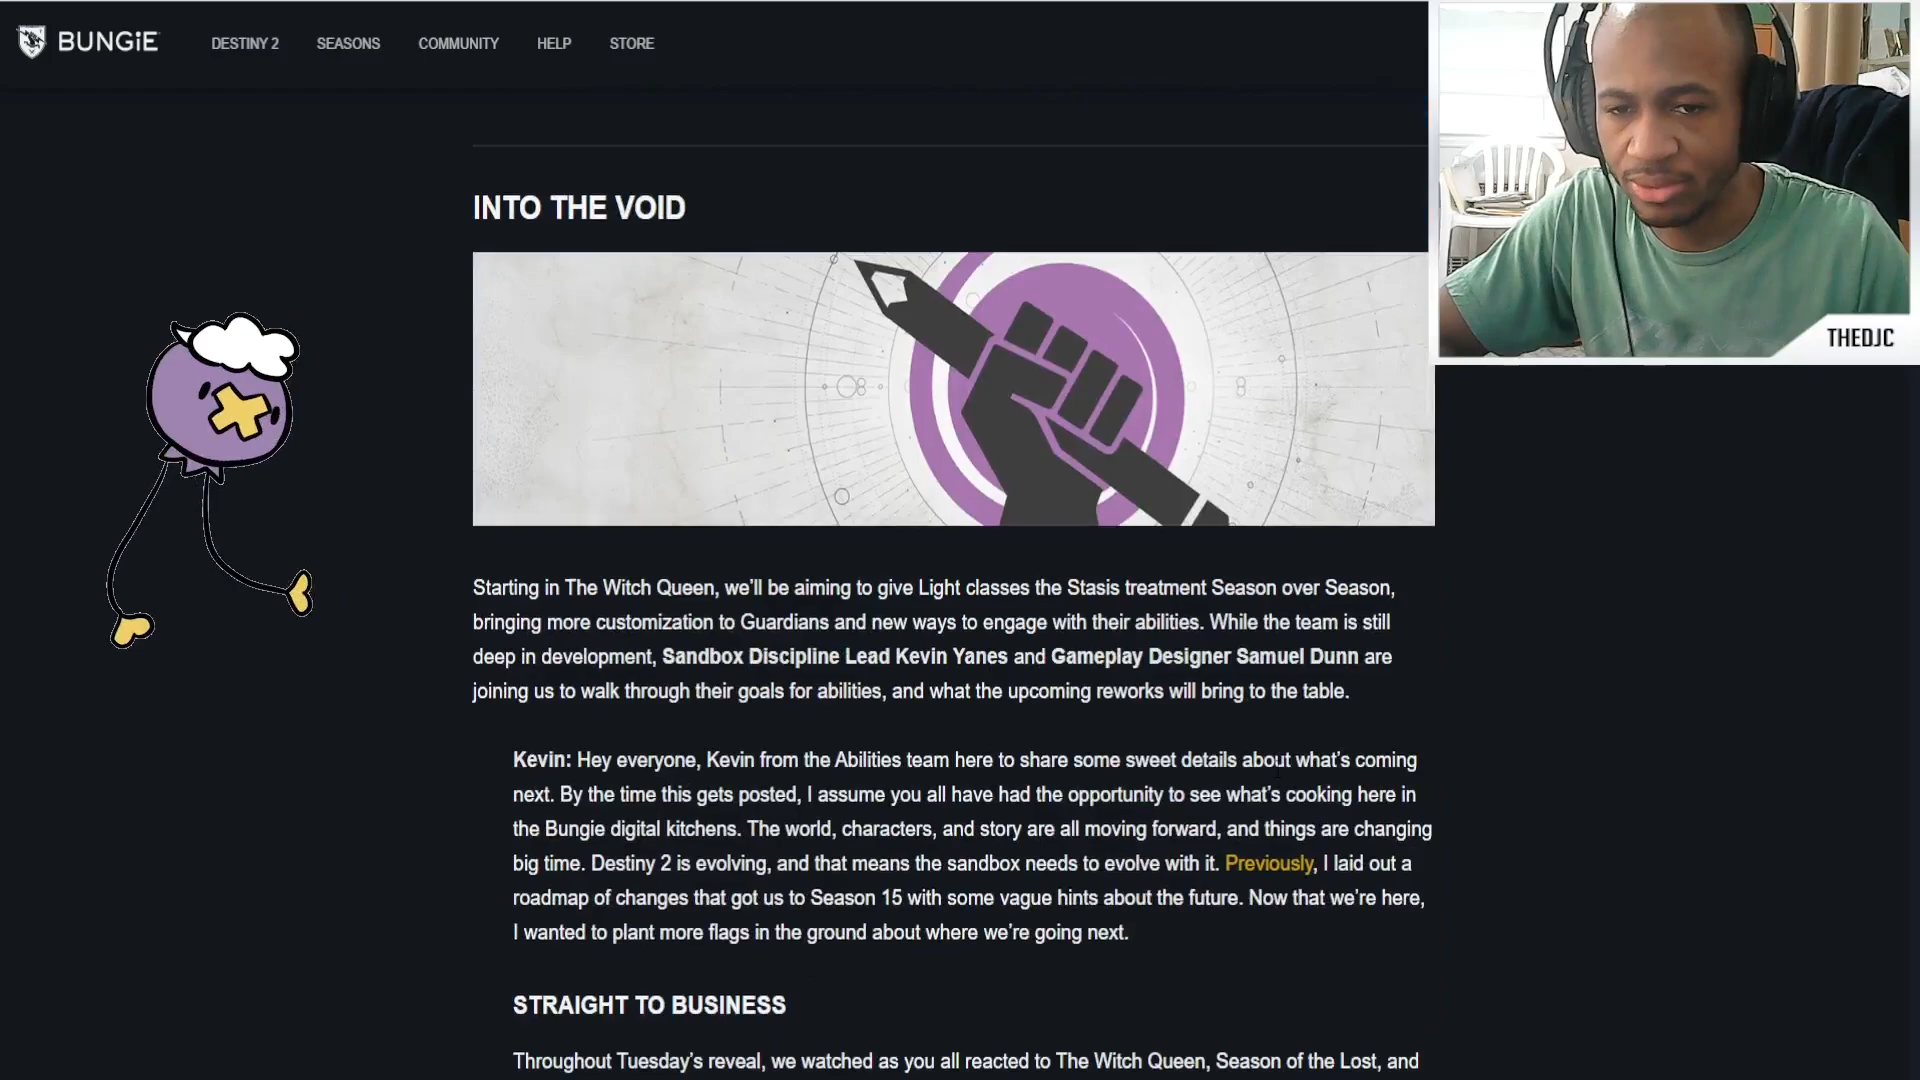 BUNGiE DESTINY 2 SEASONS COMMUNITY HELP STORE
INTO THE VOID
THEDJC
Starting in The Witch Queen, we'll be aiming to give Light classes the Stasis treatment Season over Season,
bringing more customization to Guardians and new ways to engage with their abilities. While the team is still
deep in development, Sandbox Discipline Lead Kevin Yanes and Gameplay Designer Samuel Dunn are
joining us to walk through their goals for abilities, and what the upcoming reworks will bring to the table.
Kevin: Hey everyone, Kevin from the Abilities team here to share some sweet details about what's coming
next. By the time this gets posted, I assume you all have had the opportunity to see what's cooking here in
the Bungie digital kitchens. The world, characters, and story are all moving forward, and things are changing
big time. Destiny 2 is evolving, and that means the sandbox needs to evolve with it. Previously, I laid out a
roadmap of changes that got us to Season 15 with some vague hints about the future. Now that we're here,
I wanted to plant more flags in the ground about where we're going next.
STRAIGHT TO BUSINESS
Throughout Tuesday's reveal, we watched as you all reacted to The Witch Queen, Season of the Lost, and